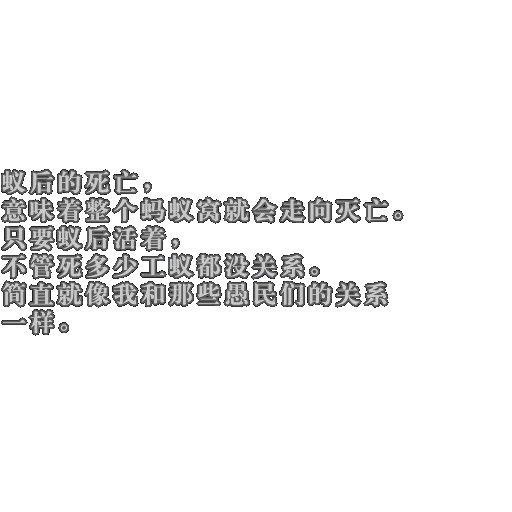 蚁后的死亡，
意味着整个蚂蚁窝就会走向灭亡。
只要蚁后活着，
不管死多少工蚁都没关系。
简直就像我和那些愚民们的关系
一样。